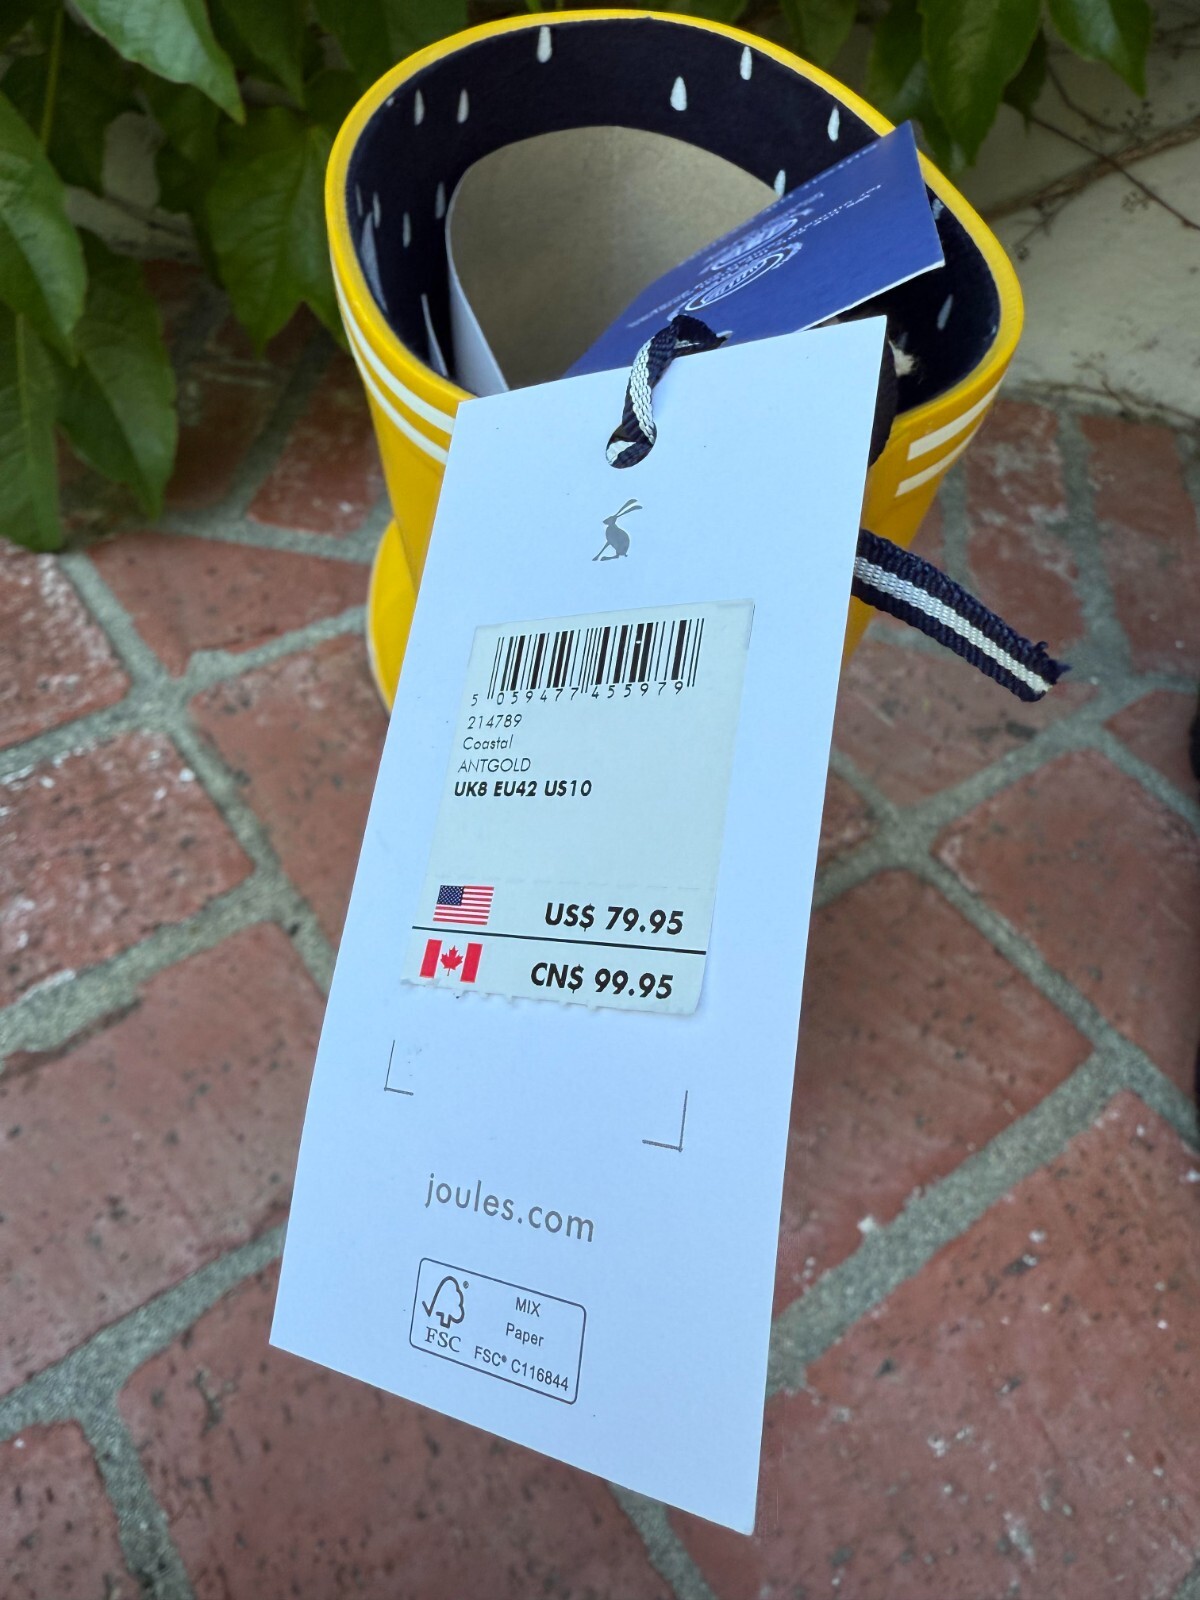 5 059477 455979
214789
Coastal
ANTGOLD
UK8 EU42 US10
US$ 79.95
CN$ 99.95
joules.com
MIX
Paper
FSC® C116844
FSC